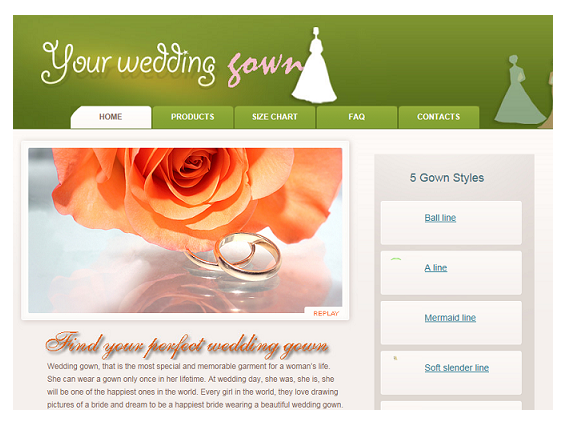 Your wedding gown
HOME PRODUCTS SIZE CHART FAQ CONTACTS
REPLAY
Find your perfect wedding gown
Wedding gown, that is the most special and memorable garment for a woman's life.
She can wear a gown only once in her lifetime. At wedding day, she was, she is, she
will be one of the happiest ones in the world. Every girl in the world, they love drawing
pictures of a bride and dream to be a happiest bride wearing a beautiful wedding gown.
5 Gown Styles
Ball line
A line
Mermaid line
Soft slender line